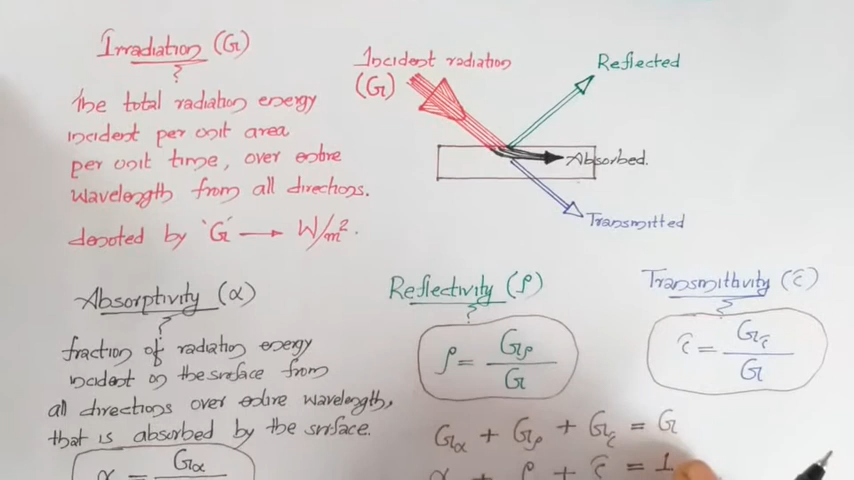 Irradiation (G)
The total radiation energy
incident per unit area
per unit time, over entire
wavelength from all directions.
denoted by 'G' → W/m².
Incident radiation
(G)
Reflected
Absorbed.
Transmitted
Absorptivity (α)
fraction of radiation energy
incident on the surface from
all directions over entire wavelength,
that is absorbed by the surface.
α = Gα
Reflectivity (ρ)
ρ = Gρ / G
Transmittivity (τ)
τ = Gτ / G
Gα + Gρ + Gτ = G
α + ρ + τ = 1